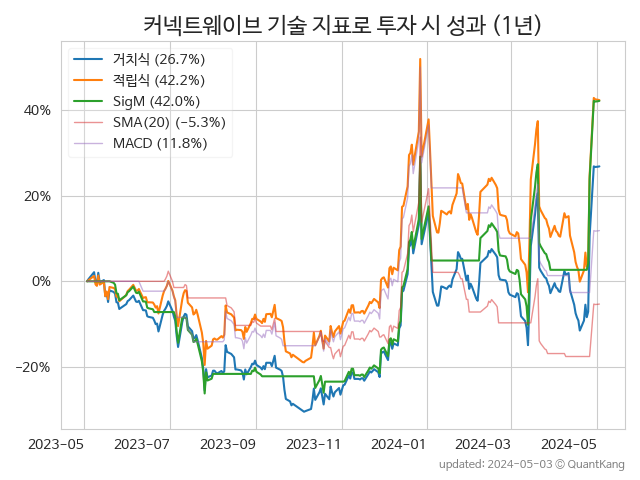 커넥트웨이브 기술 지표로 투자 시 성과 (1년)
거치식 (26.7%)
적립식 (42.2%)
SigM (42.0%)
SMA(20) (−5.3%)
MACD (11.8%)
40%
20%
0%
−20%
2023-05 2023-07 2023-09 2023-11 2024-01 2024-03 2024-05
updated: 2024-05-03 © QuantKang